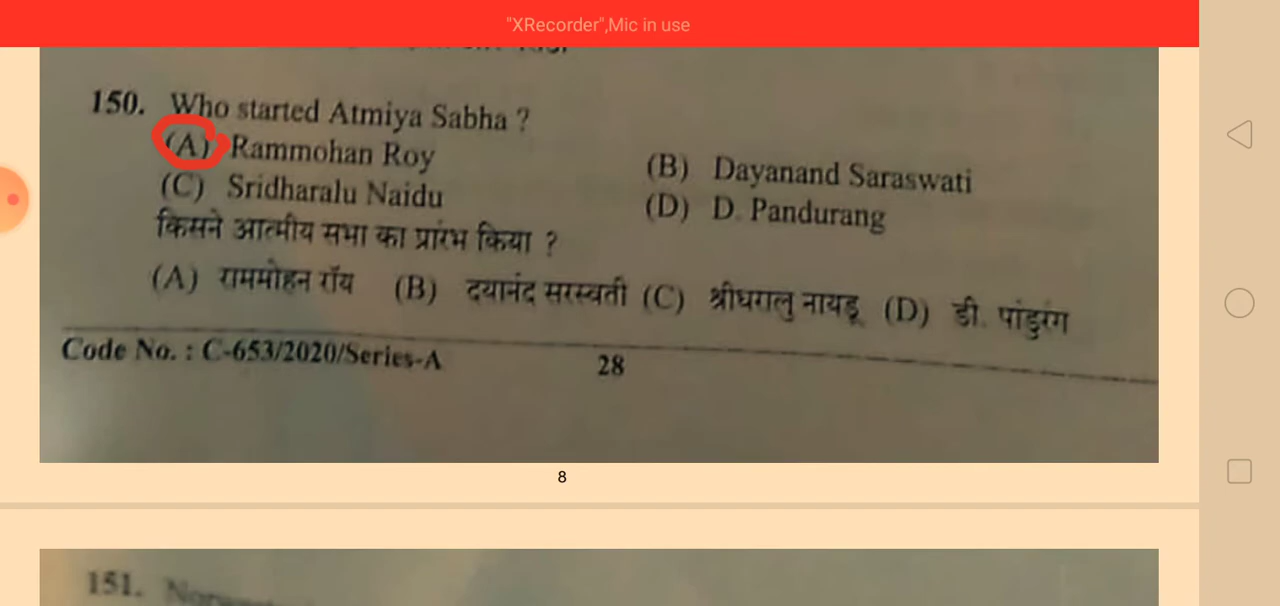 "XRecorder",Mic in use
150. Who started Atmiya Sabha ?
(A) Rammohan Roy (B) Dayanand Saraswati
(C) Sridharalu Naidu (D) D. Pandurang
किसने आत्मीय सभा का प्रारंभ किया ?
(A) राममोहन रॉय (B) दयानंद सरस्वती (C) श्रीधरालु नायडू (D) डी. पांडुरंग
Code No. : C-653/2020/Series-A 28
8
151.